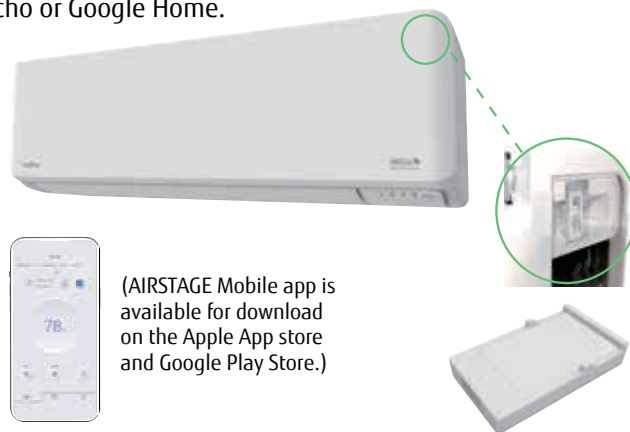 cho or Google Home.
78.
(AIRSTAGE Mobile app is
available for download
on the Apple App store
and Google Play Store.)